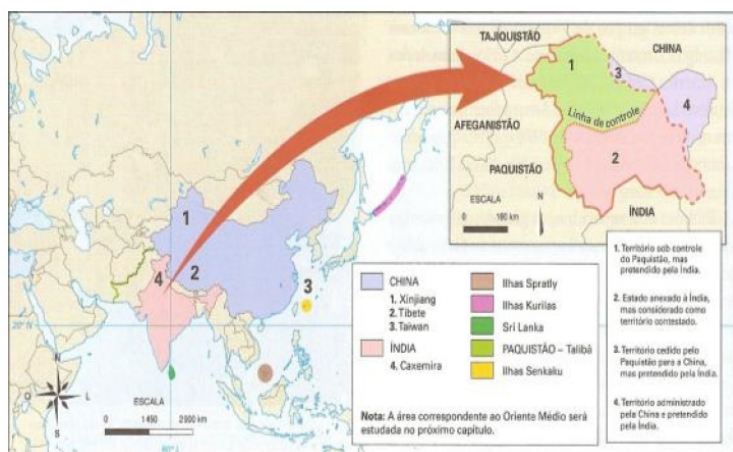 TAJIQUISTÃO
CHINA
1
3
4
Linha de controle
AFEGANISTÃO
2
PAQUISTÃO
ESCALA
N
0 180 km
ÍNDIA
1
2
3
4
20° N
N
O L
S
ESCALA
0 1450 2900 km
CHINA
1. Xinjiang
2. Tibete
3. Taiwan
ÍNDIA
4. Caxemira
Ilhas Spratly
Ilhas Kurilas
Sri Lanka
PAQUISTÃO – Talibã
Ilhas Senkaku
Nota: A área correspondente ao Oriente Médio será
estudada no próximo capítulo.
1. Território sob controle
do Paquistão, mas
pretendido pela Índia.
2. Estado anexado à Índia,
mas considerado como
território contestado.
3. Território cedido pelo
Paquistão para a China,
mas pretendido pela Índia.
4. Território administrado
pela China e pretendido
pela Índia.